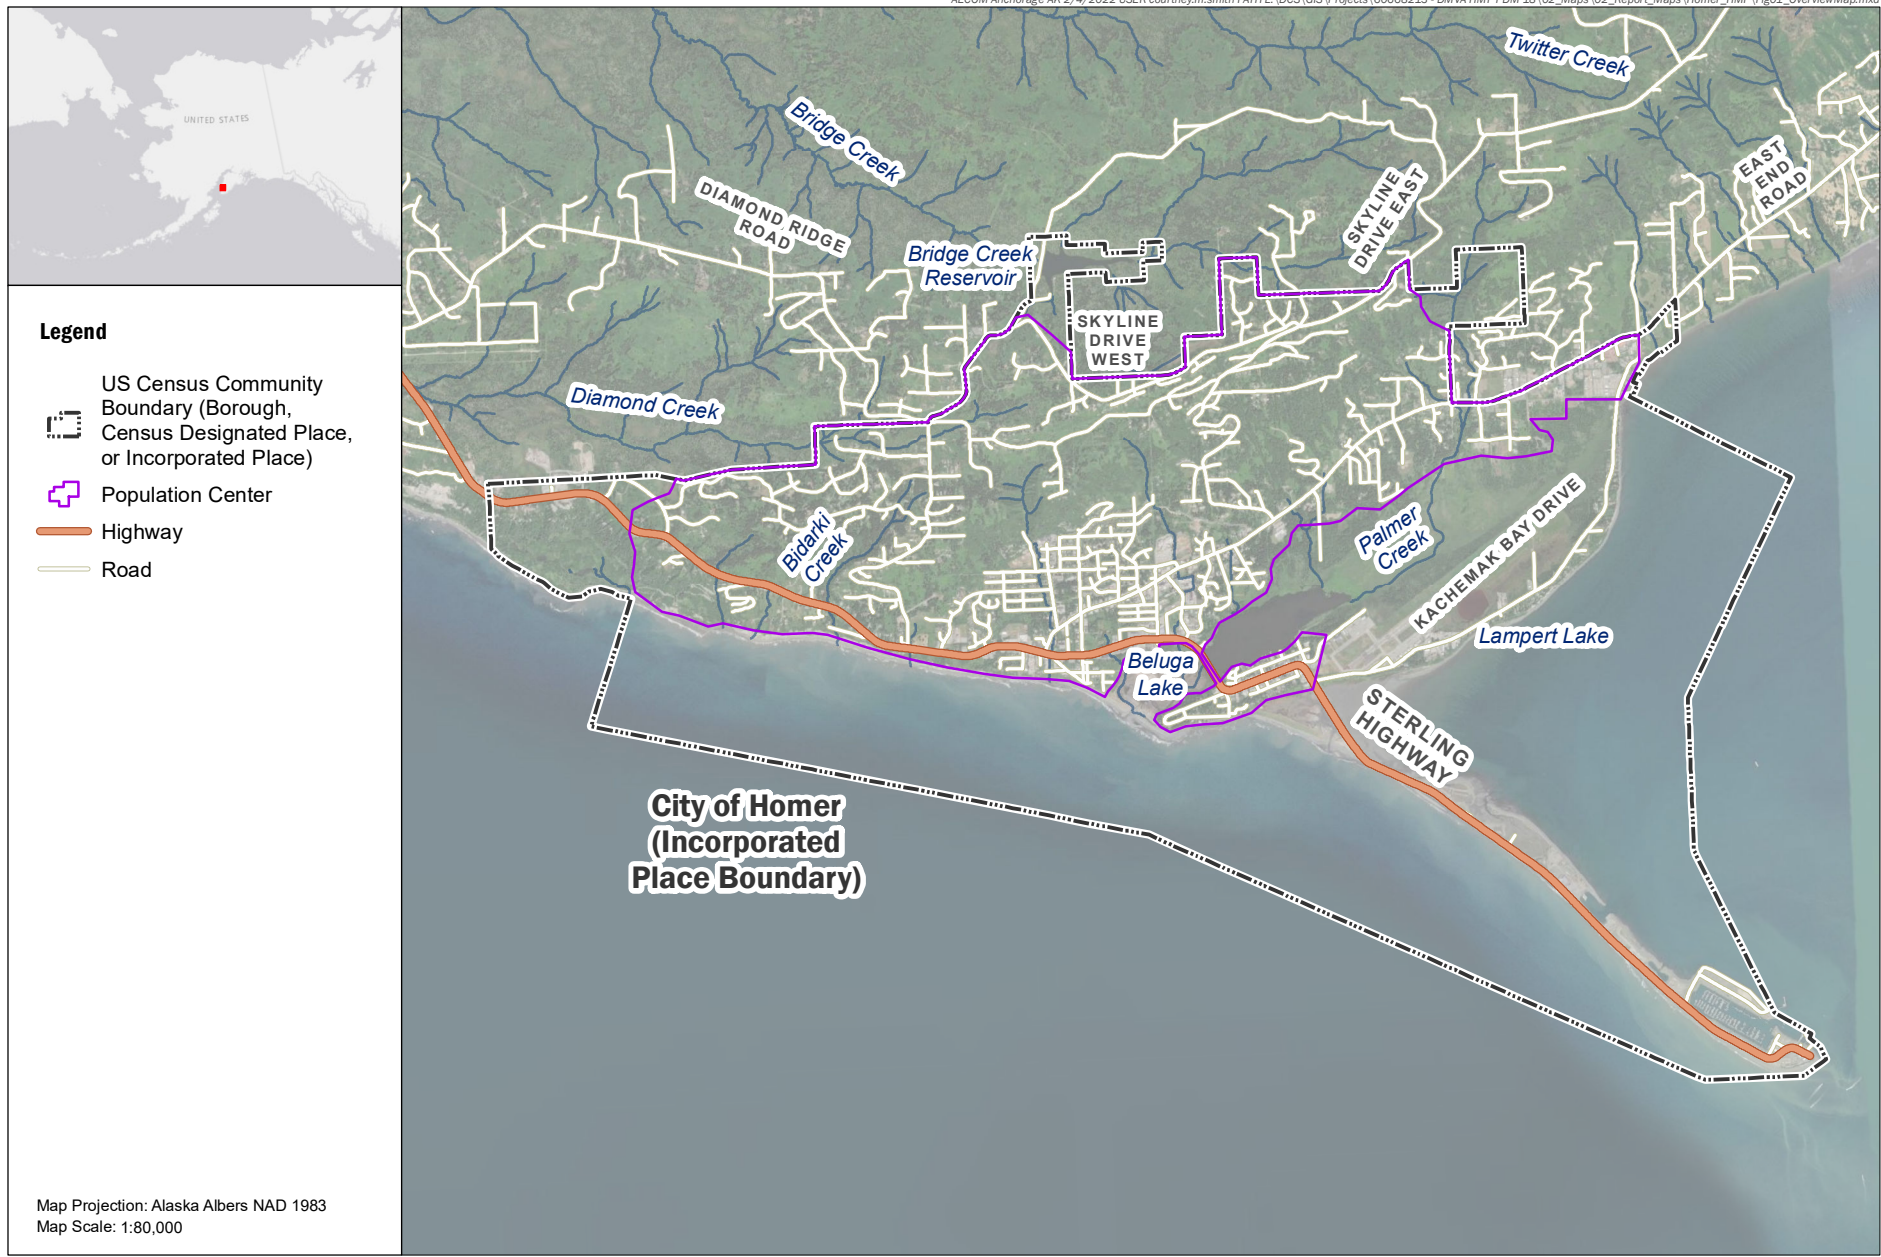 UNITED STATES
Legend
US Census Community
Boundary (Borough,
Census Designated Place,
or Incorporated Place)
Population Center
Highway
Road
Map Projection: Alaska Albers NAD 1983
Map Scale: 1:80,000
Twitter Creek
Bridge Creek
EAST
END
ROAD
DIAMOND RIDGE
ROAD
SKYLINE
DRIVE EAST
Bridge Creek
Reservoir
SKYLINE
DRIVE
WEST
Diamond Creek
Bidarki
Creek
Palmer
Creek
KACHEMAK BAY DRIVE
Lampert Lake
Beluga
Lake
STERLING
HIGHWAY
City of Homer
(Incorporated
Place Boundary)